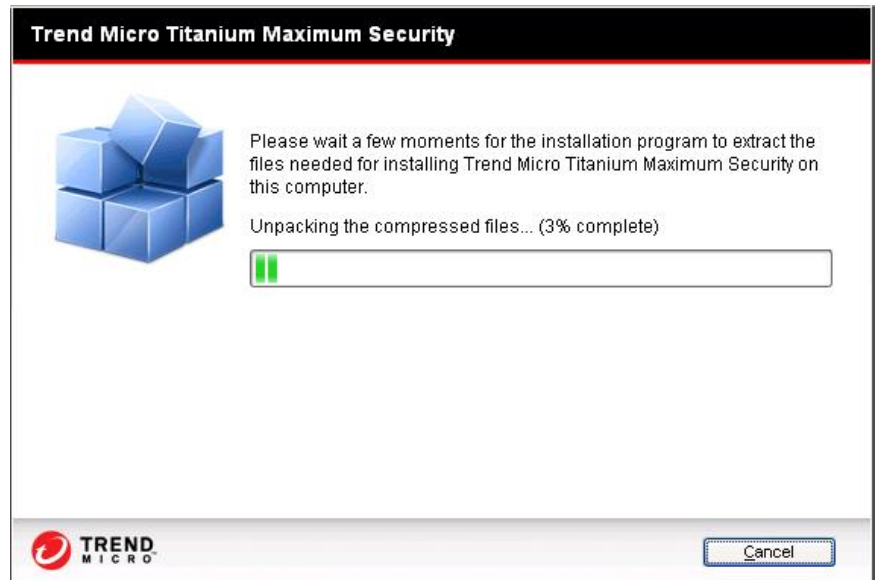 Trend Micro Titanium Maximum Security
Please wait a few moments for the installation program to extract the
files needed for installing Trend Micro Titanium Maximum Security on
this computer.
Unpacking the compressed files... (3% complete)
TREND
MICRO
Cancel